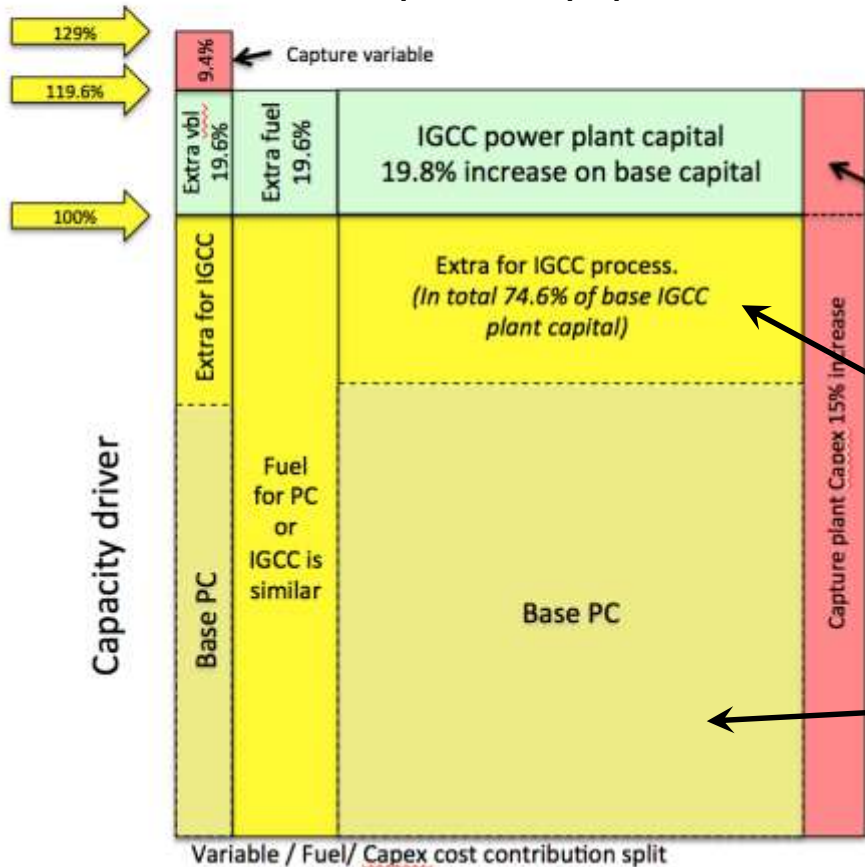 129%
9.4%
Capture variable
119.6%
Extra vbl
19.6%
Extra fuel
19.6%
IGCC power plant capital
19.8% increase on base capital
100%
Extra for IGCC
Extra for IGCC process.
(In total 74.6% of base IGCC
plant capital)
Capture plant Capex 15% increase
Capacity driver
Fuel
for PC
or
IGCC is
similar
Base PC
Base PC
Variable / Fuel/ Capex cost contribution split